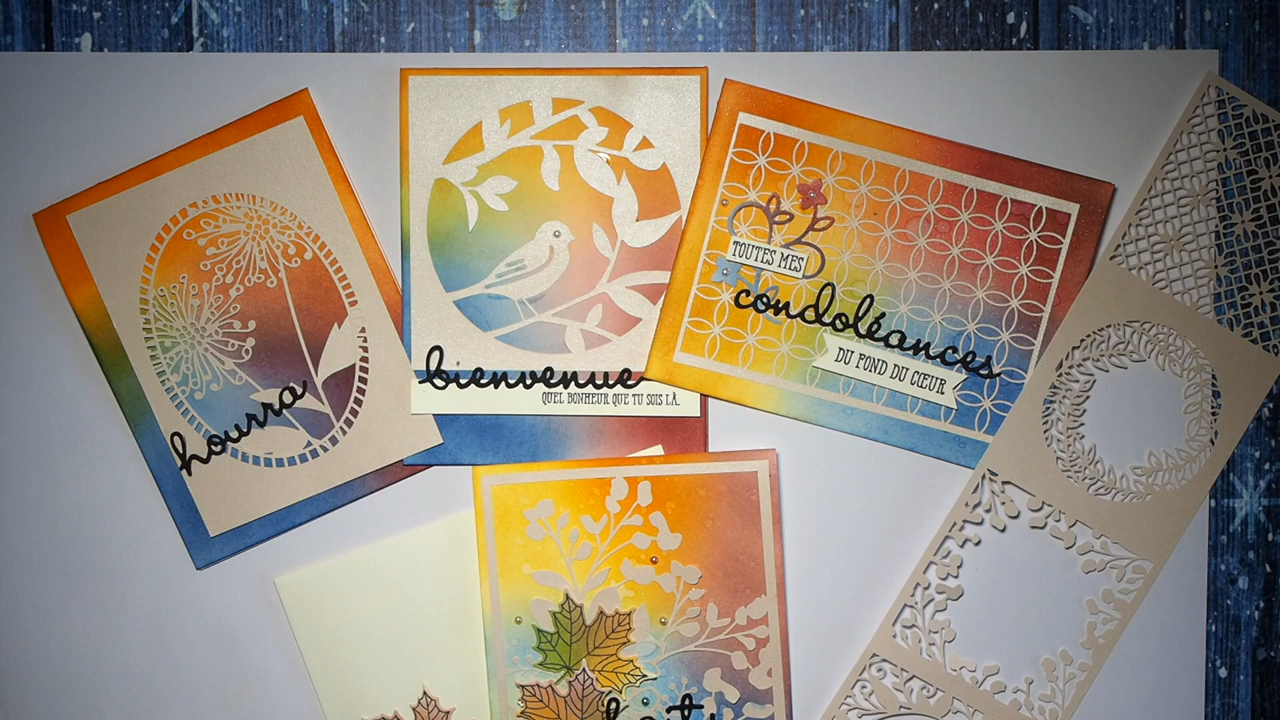 hourra
bienvenue
QUEL BONHEUR QUE TU SOIS LÀ.
TOUTES MES
condoléances
DU FOND DU CŒUR